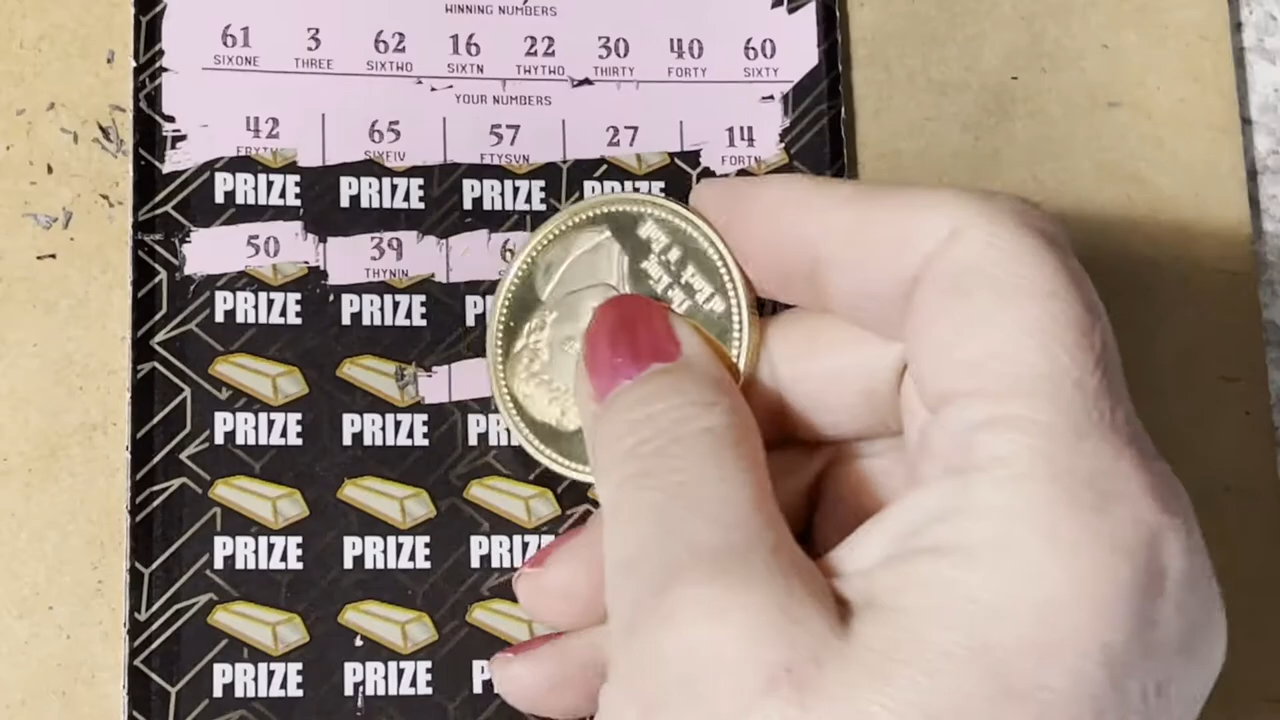 WINNING NUMBERS
61 3 62 16 22 30 40 60
SIXONE THREE SIXTWO SIXTN TWYTWO THIRTY FORTY SIXTY
YOUR NUMBERS
42 65 57 27 14
SIXFIV FTYSVN FORTN
PRIZE PRIZE PRIZE PRIZE
50 39 6
THYNIN
PRIZE PRIZE
PRIZE PRIZE
PRIZE PRIZE PRIZE
PRIZE PRIZE